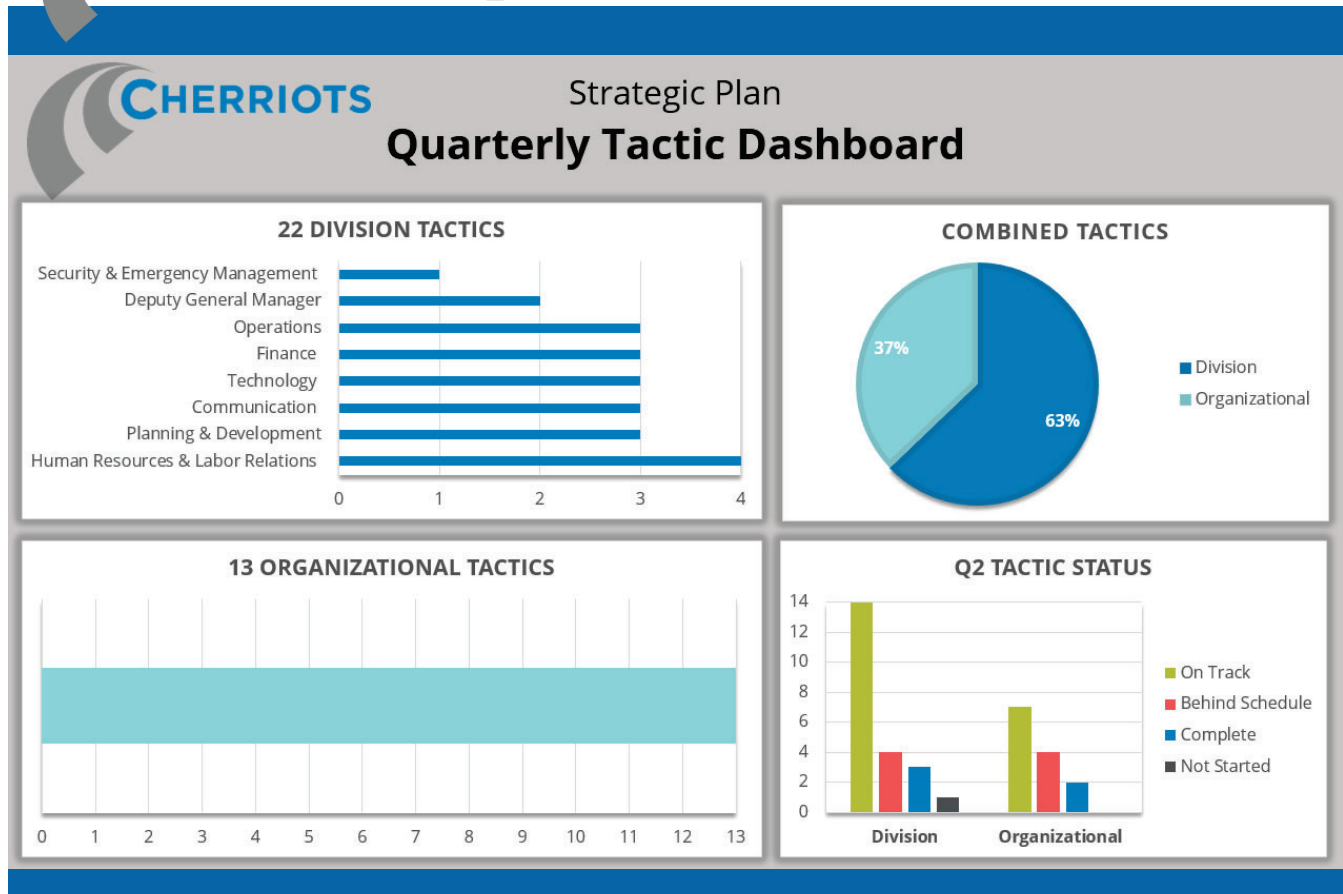 CHERRIOTS
Strategic Plan
Quarterly Tactic Dashboard
22 DIVISION TACTICS
Security & Emergency Management
Deputy General Manager
Operations
Finance
Technology
Communication
Planning & Development
Human Resources & Labor Relations
0 1 2 3 4
COMBINED TACTICS
37%
63%
Division
Organizational
13 ORGANIZATIONAL TACTICS
0 1 2 3 4 5 6 7 8 9 10 11 12 13
Q2 TACTIC STATUS
14
12
10
8
6
4
2
0
Division Organizational
On Track
Behind Schedule
Complete
Not Started